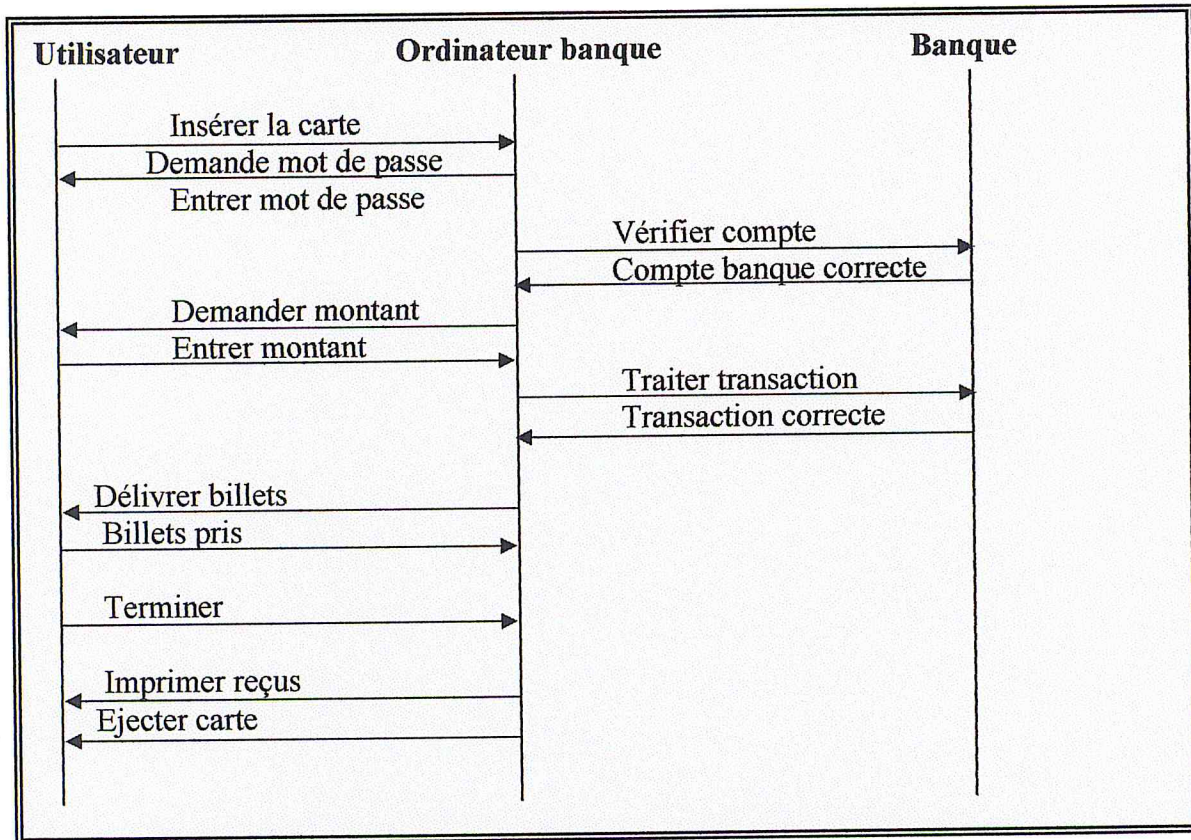 Utilisateur Ordinateur banque Banque
Insérer la carte
Demande mot de passe
Entrer mot de passe
Vérifier compte
Compte banque correcte
Demander montant
Entrer montant
Traiter transaction
Transaction correcte
Délivrer billets
Billets pris
Terminer
Imprimer reçus
Ejecter carte